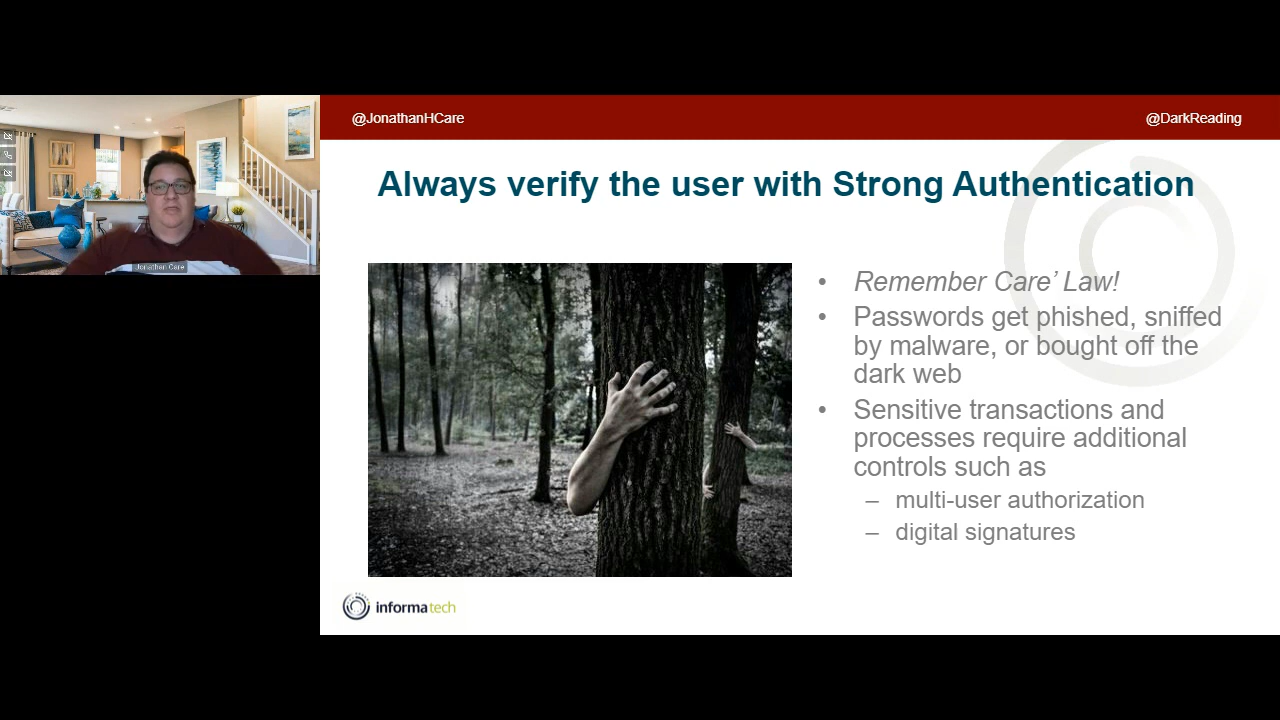 @JonathanHCare
@DarkReading
Always verify the user with Strong Authentication
• Remember Care’ Law!
• Passwords get phished, sniffed
by malware, or bought off the
dark web
• Sensitive transactions and
processes require additional
controls such as
– multi-user authorization
– digital signatures
Jonathan Care
informatech